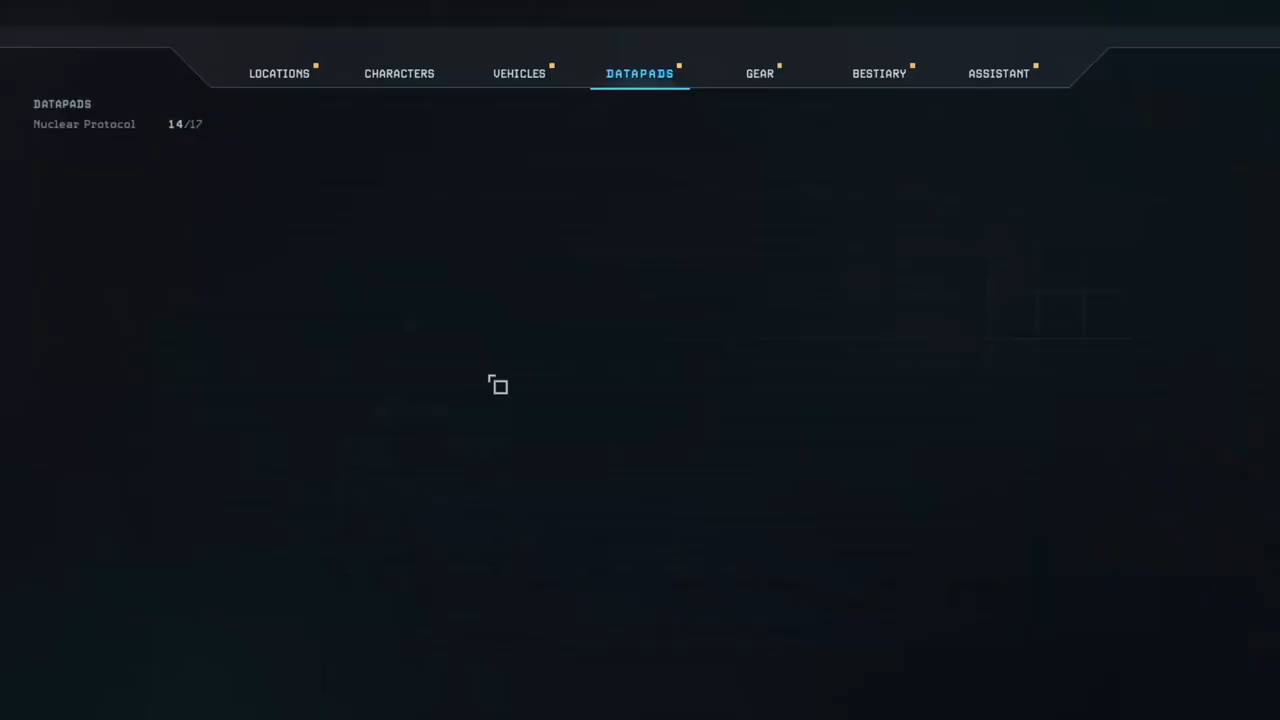 LOCATIONS CHARACTERS VEHICLES DATAPADS GEAR BESTIARY ASSISTANT
DATAPADS
Nuclear Protocol 14/17